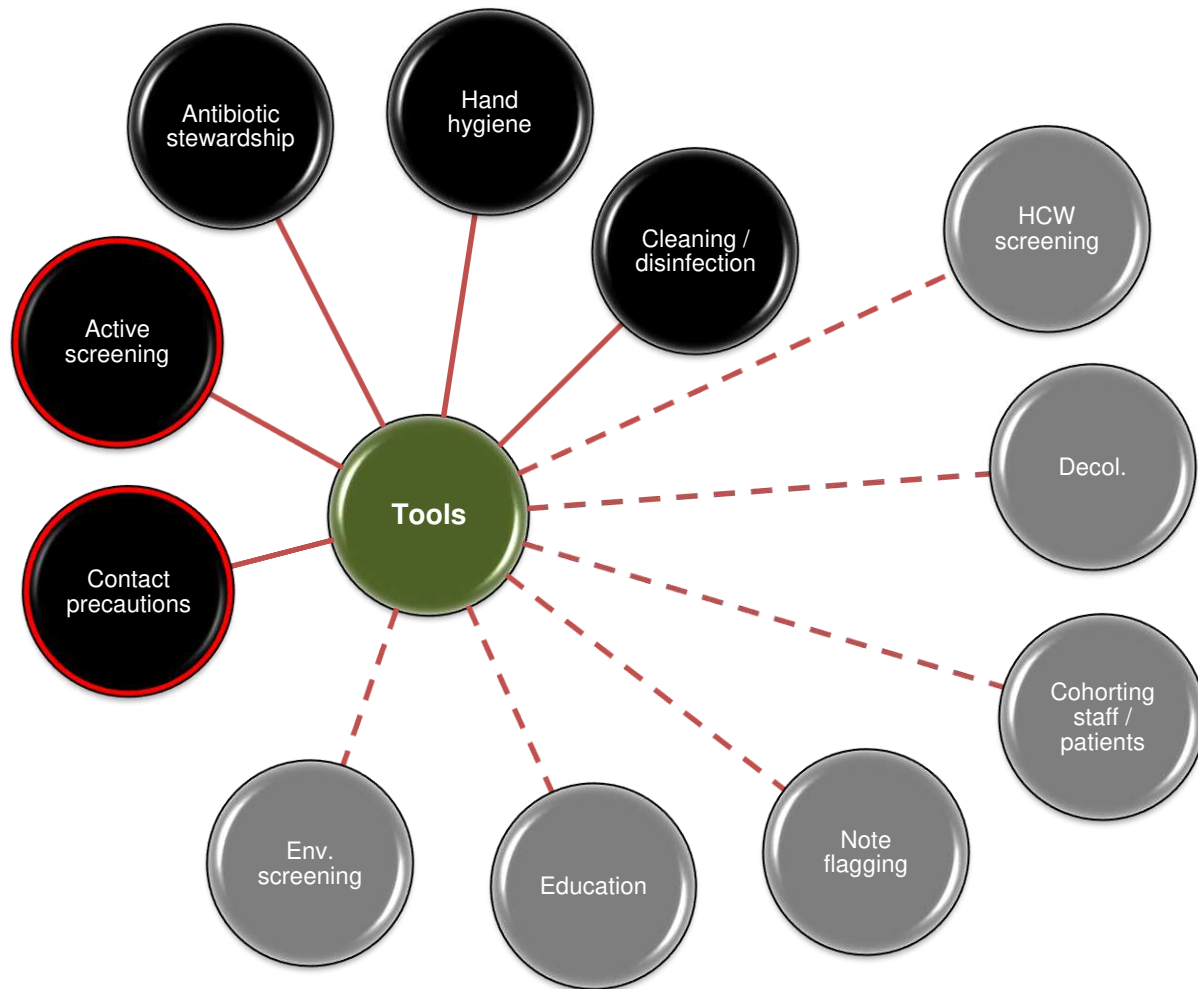 Antibiotic
stewardship
Hand
hygiene
Cleaning /
disinfection
HCW
screening
Active
screening
Decol.
Tools
Contact
precautions
Cohorting
staff /
patients
Env.
screening
Education
Note
flagging